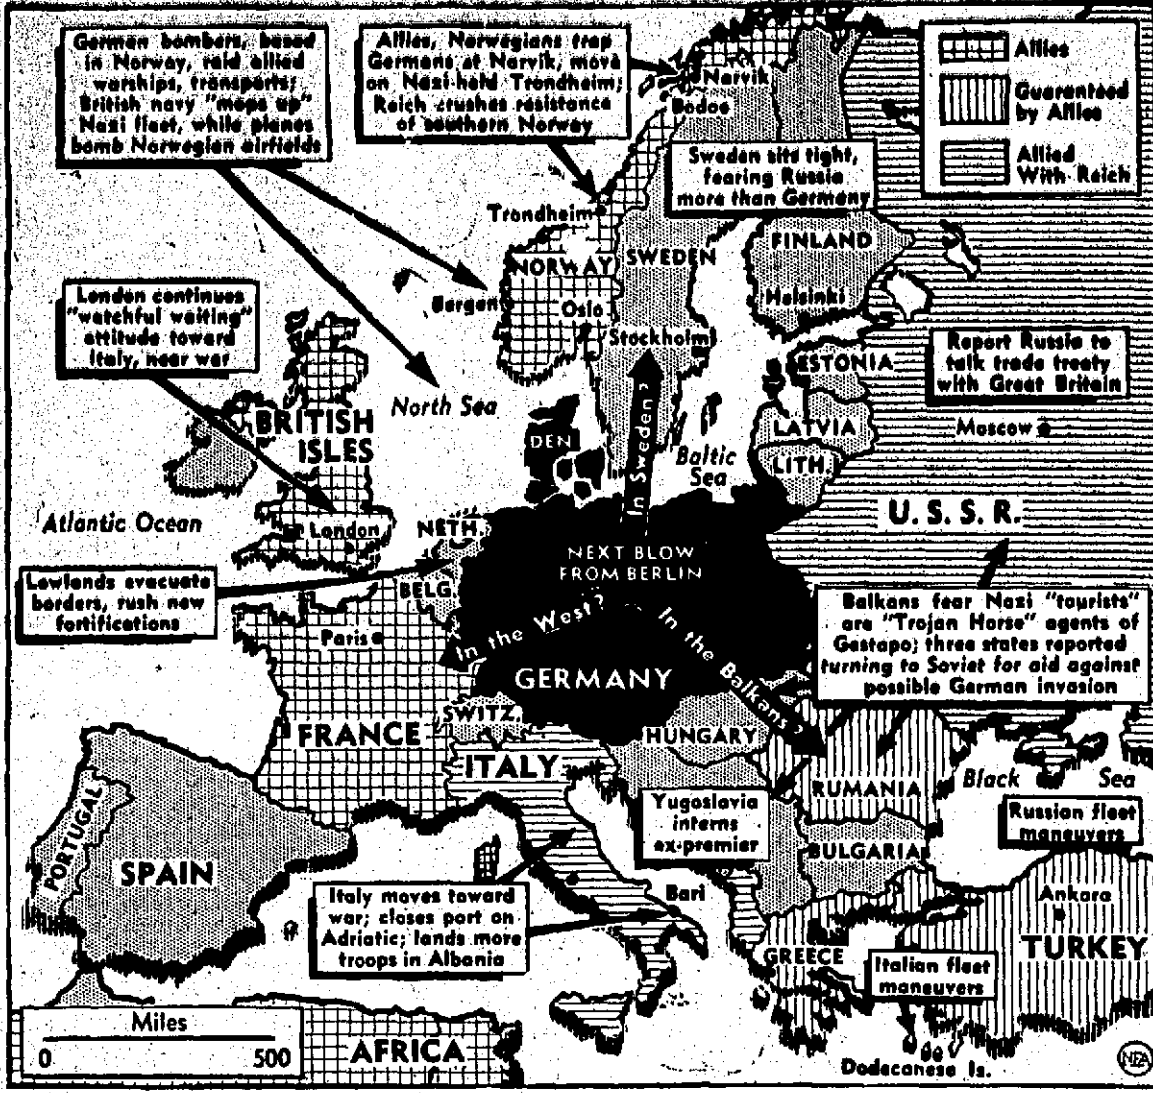 German bombers, based
in Norway, raid allied
warships, transports;
British navy "mops up"
Nazi fleet, while planes
bomb Norwegian airfields
Allies, Norwegians trap
Germans at Narvik, move
on Nazi-held Trondheim;
Reich crushes resistance
of southern Norway
Allies
Guaranteed
by Allies
Allied
With Reich
Narvik
Bodoe
Sweden sits tight,
fearing Russia
more than Germany
Trondheim
NORWAY
SWEDEN
FINLAND
Bergen
Oslo
Helsinki
Stockholm
London continues
"watchful waiting"
attitude toward
Italy, near war
Report Russia to
talk trade treaty
with Great Britain
ESTONIA
North Sea
BRITISH
ISLES
DEN
LATVIA
Moscow
Baltic
Sea
LITH.
In Sweden?
Atlantic Ocean
London
NETH.
U. S. S. R.
NEXT BLOW
FROM BERLIN
Lowlands evacuate
borders, rush new
fortifications
BELG.
Paris
In the West?
In the Balkans?
Balkans fear Nazi "tourists"
are "Trojan Horse" agents of
Gestapo; three states reported
turning to Soviet for aid against
possible German invasion
GERMANY
SWITZ.
FRANCE
HUNGARY
ITALY
RUMANIA
Black Sea
Yugoslavia
interns
ex-premier
Russian fleet
maneuvers
BULGARIA
PORTUGAL
SPAIN
Italy moves toward
war; closes port on
Adriatic; lands more
troops in Albania
Bari
Ankara
TURKEY
GREECE
Italian fleet
maneuvers
Miles
0 500
AFRICA
Dodecanese Is.
NEA